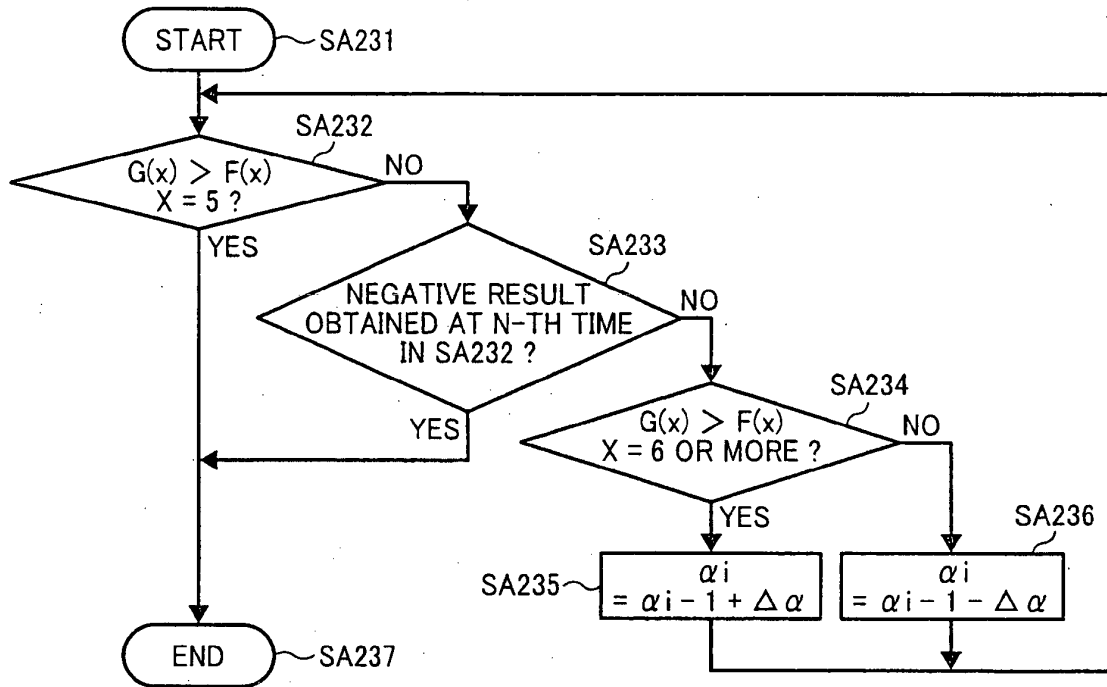 START
SA231
SA232
G(x) > F(x)
X = 5 ?
NO
YES
SA233
NEGATIVE RESULT
OBTAINED AT N-TH TIME
IN SA232 ?
NO
YES
SA234
G(x) > F(x)
X = 6 OR MORE ?
NO
YES
SA235
αi
= αi-1 + Δα
SA236
αi
= αi-1 - Δα
END
SA237